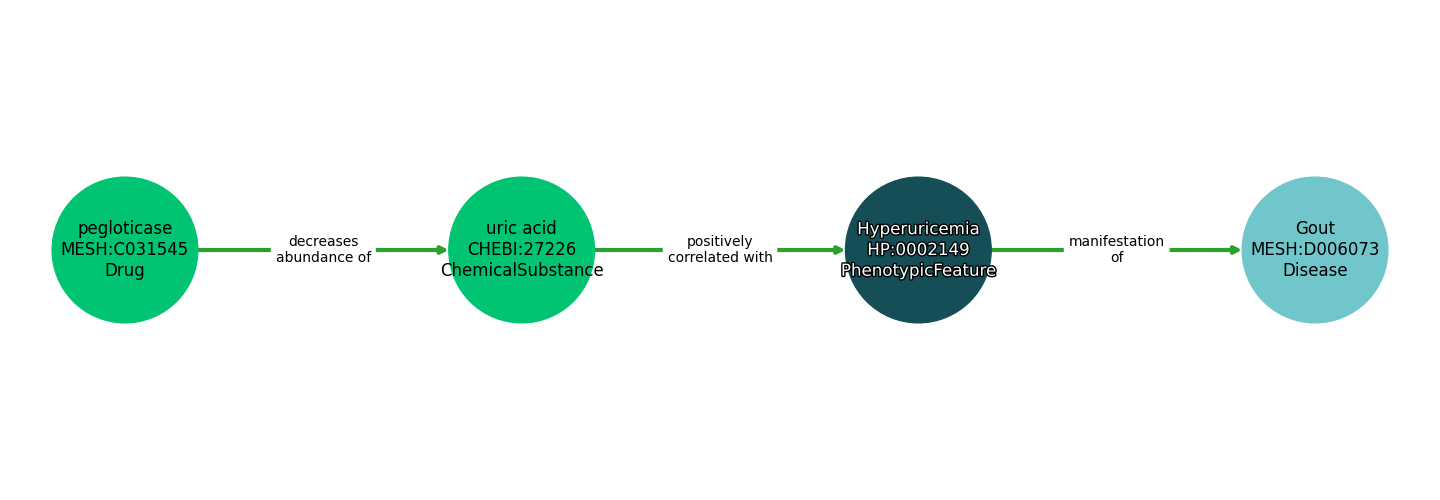 pegloticase
MESH:C031545
Drug
decreases
abundance of
uric acid
CHEBI:27226
ChemicalSubstance
positively
correlated with
Hyperuricemia
HP:0002149
PhenotypicFeature
manifestation
of
Gout
MESH:D006073
Disease